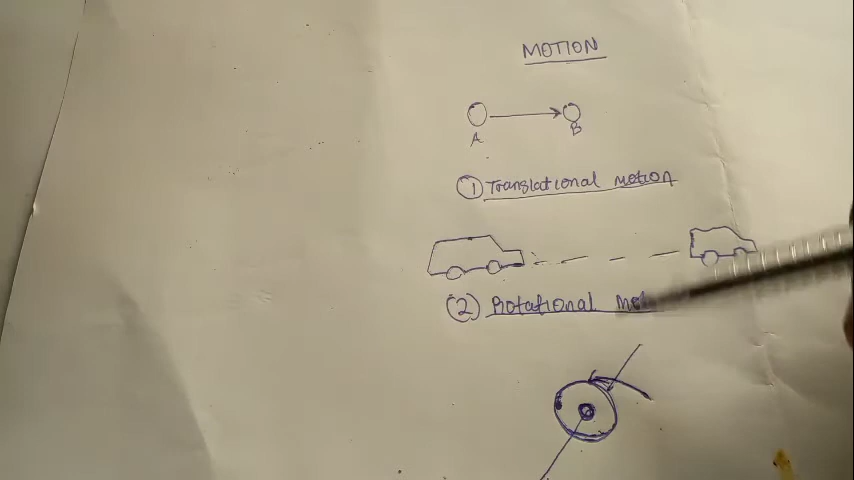 MOTION
A B
① Translational motion
② Rotational